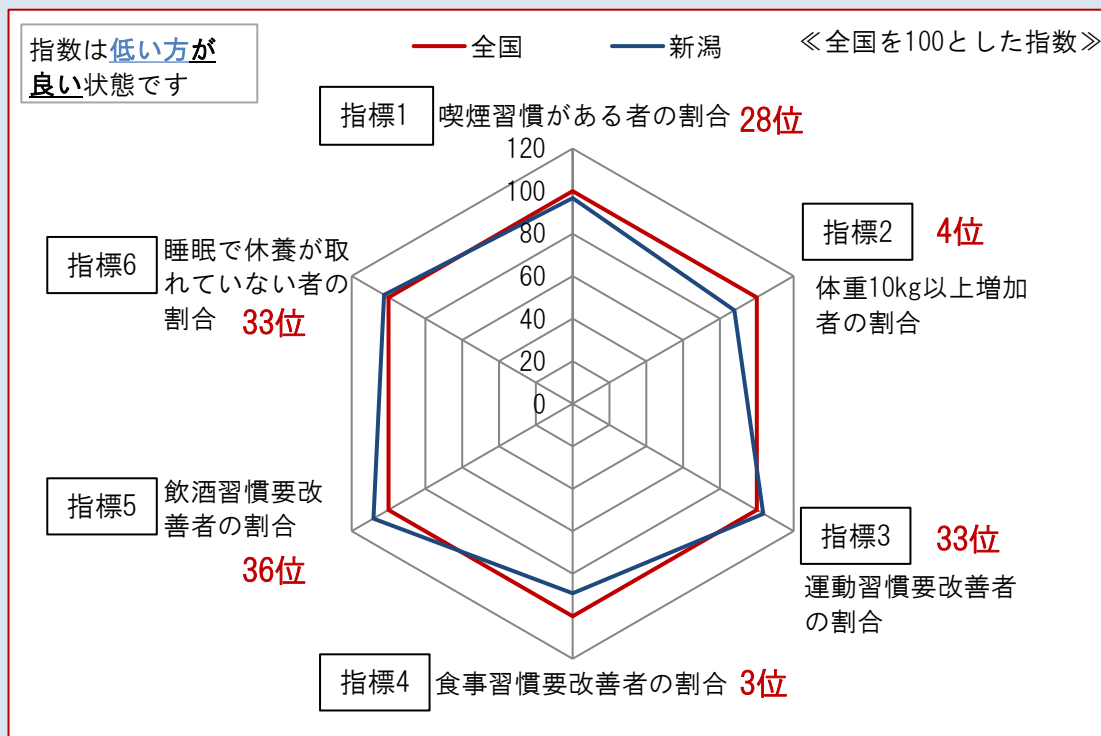 指数は低い方が
良い状態です
全国
新潟
≪全国を100とした指数≫
指標1
喫煙習慣がある者の割合 28位
120
100
80
60
40
20
0
指標2
4位
体重10kg以上増加
者の割合
指標3
33位
運動習慣要改善者
の割合
指標4
食事習慣要改善者の割合 3位
指標5
飲酒習慣要改
善者の割合
36位
指標6
睡眠で休養が取
れていない者の
割合 33位